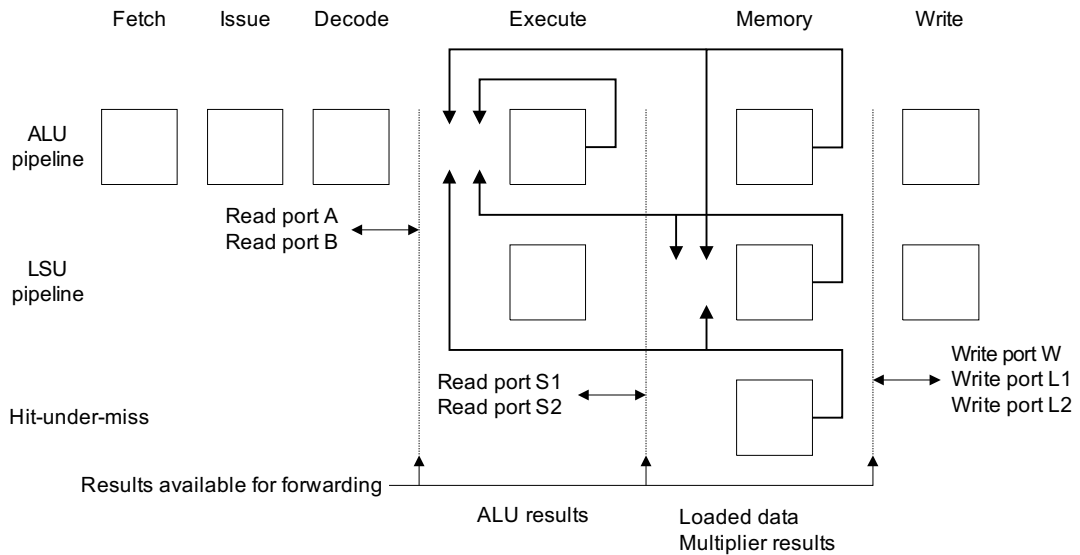 Fetch Issue Decode Execute Memory Write
ALU
pipeline
Read port A
Read port B
LSU
pipeline
Read port S1
Read port S2
Write port W
Write port L1
Write port L2
Hit-under-miss
Results available for forwarding
ALU results
Loaded data
Multiplier results